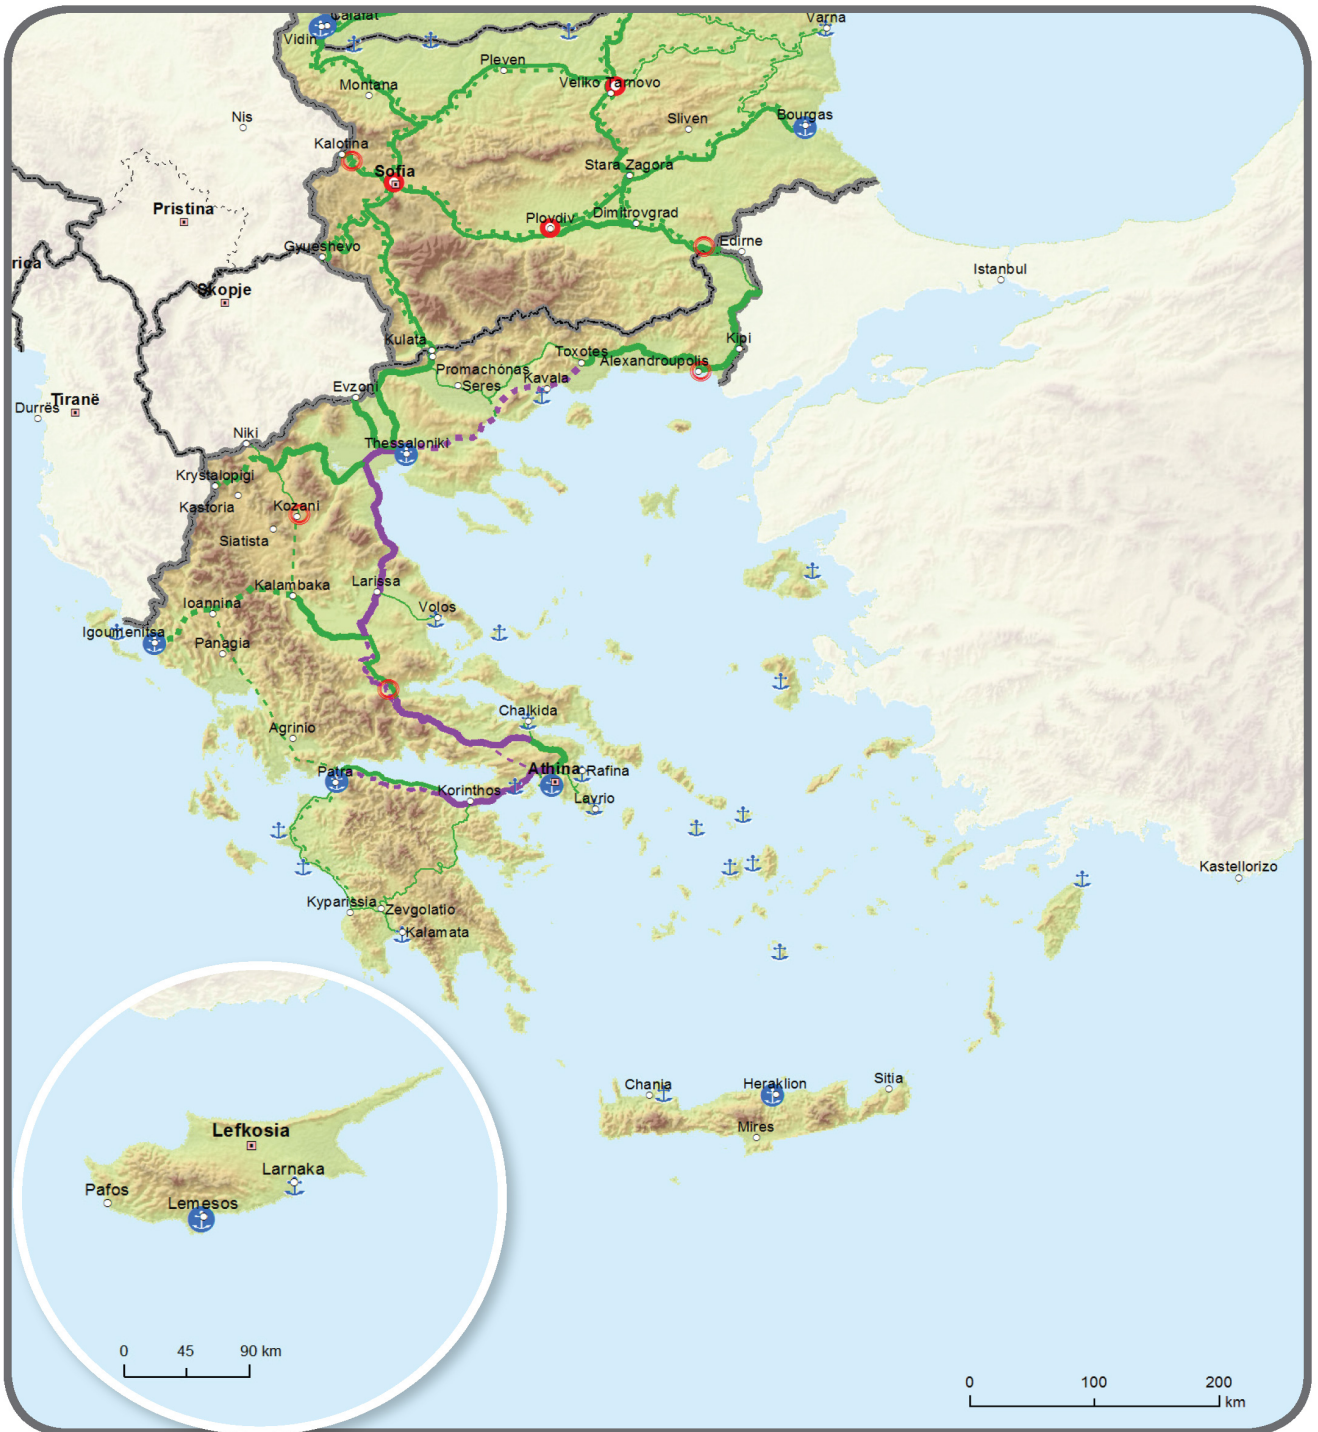 Calafat
Varna
Vidin
Pleven
Montana
Veliko Tarnovo
Nis
Sliven
Bourgas
Kalotina
Sofia
Stara Zagora
Pristina
Plovdiv
Dimitrovgrad
Gyueshevo
Edirne
rica
Istanbul
Skopje
Kulata
Kipi
Toxotes
Alexandroupolis
Promachonas
Evzoni
Seres
Kavala
Tiranë
Durrës
Niki
Thessaloniki
Krystalopigi
Kastoria
Kozani
Siatista
Kalambaka
Larissa
Ioannina
Volos
Igoumenitsa
Panagia
Chalkida
Agrinio
Patra
Athina
Rafina
Korinthos
Lavrio
Kastellorizo
Kyparissia
Zevgolatio
Kalamata
Chania
Heraklion
Sitia
Mires
Lefkosia
Larnaka
Pafos
Lemesos
0 45 90 km
0 100 200
km